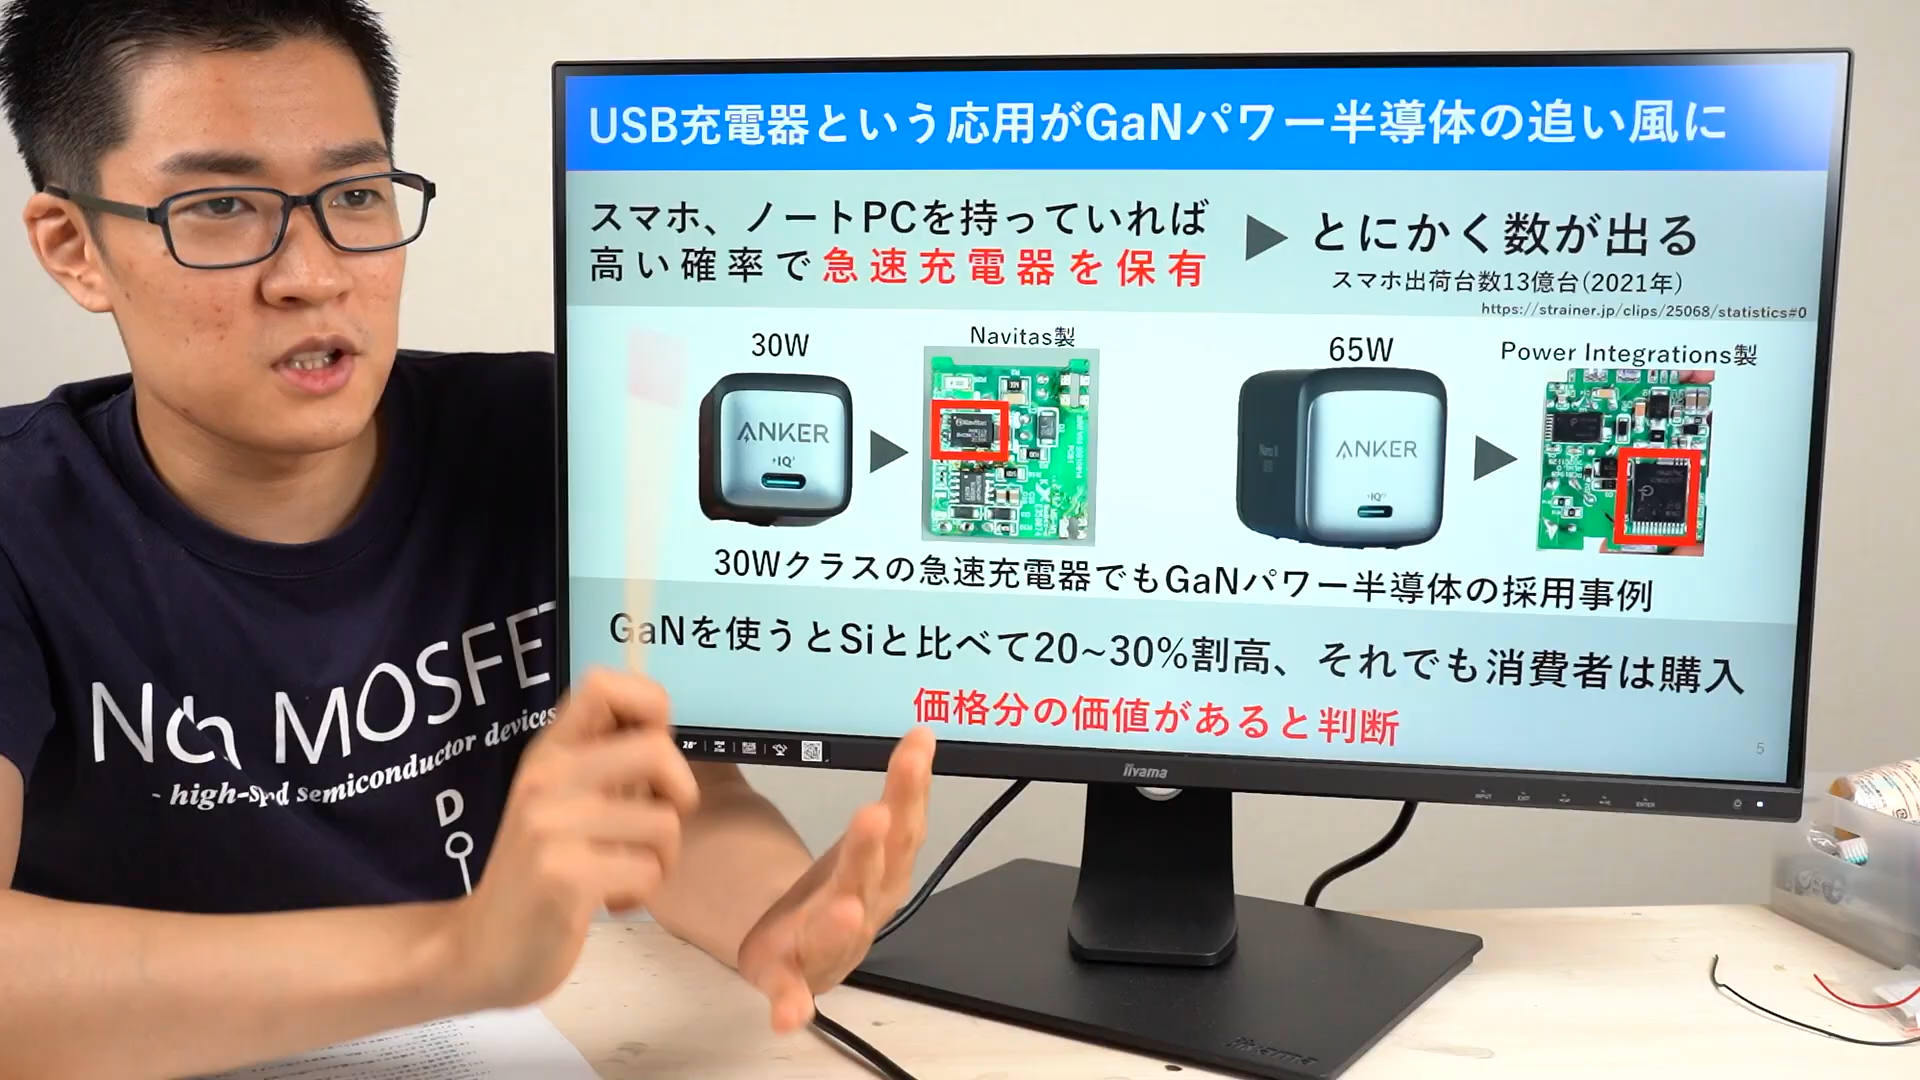 USB充電器という応用がGaNパワー半導体の追い風に
スマホ、ノートPCを持っていれば
高い確率で急速充電器を保有
とにかく数が出る
スマホ出荷台数13億台(2021年)
https://strainer.jp/clips/25068/statistics#0
30W
Navitas製
65W
Power Integrations製
ANKER
IQ
Navitas
ANKER
IQ
30Wクラスの急速充電器でもGaNパワー半導体の採用事例
GaNを使うとSiと比べて20~30%割高、それでも消費者は購入
価格分の価値があると判断
5
iiyama
INPUT
EXIT
ENTER
MOSFET
semiconductor devices
D
iiyama